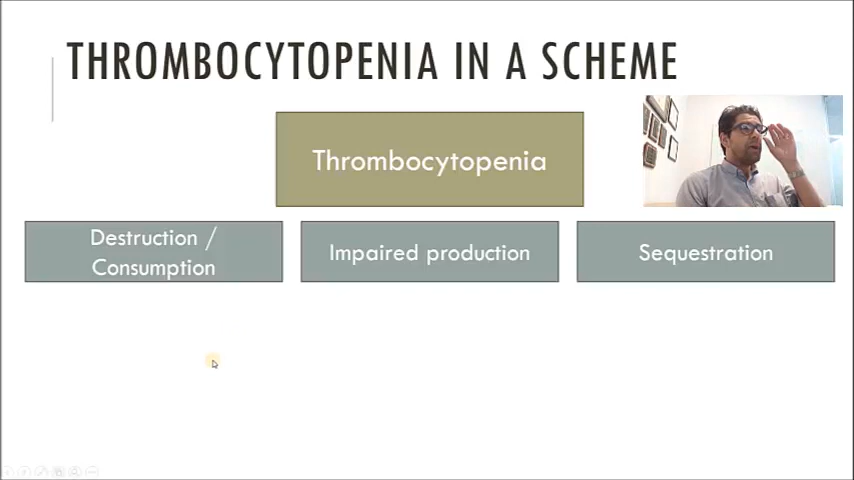 THROMBOCYTOPENIA IN A SCHEME
Thrombocytopenia
Destruction /
Consumption
Impaired production
Sequestration